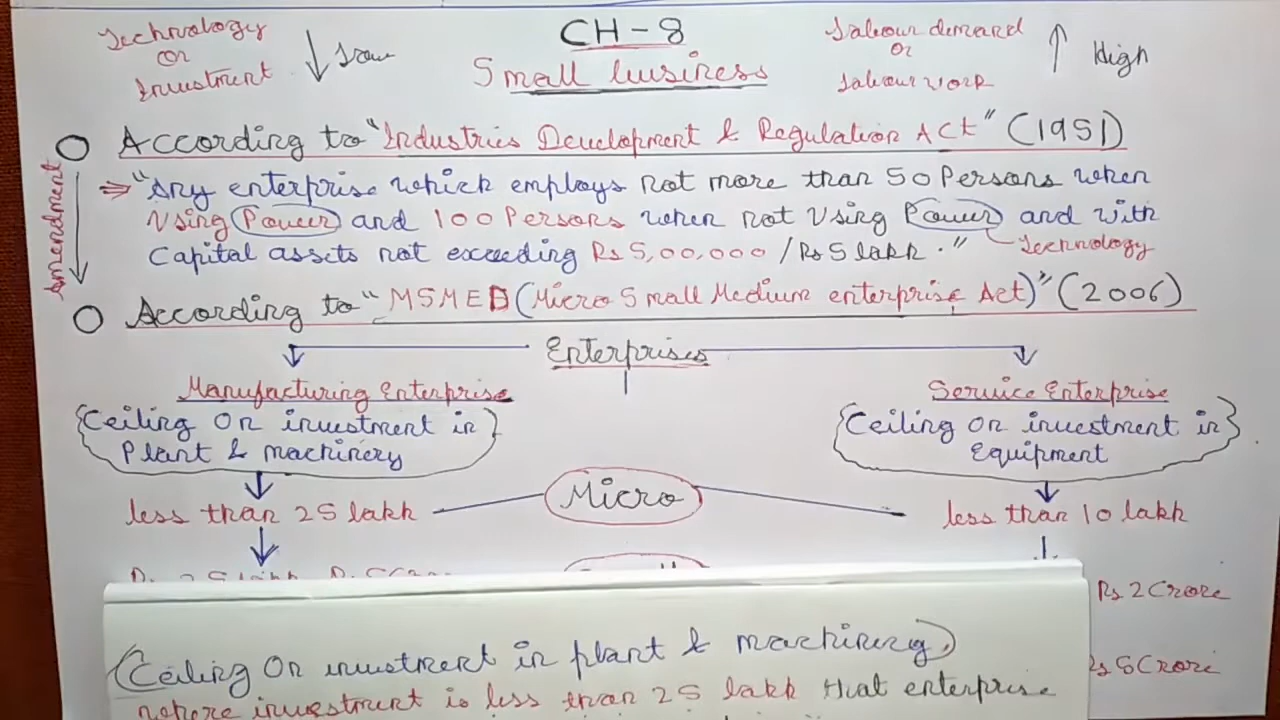 Technology
or
Investment
Low
CH-8
Small business
Labour demand
or
Labour work
High
According to "Industries Development & Regulation Act" (1951)
Amendment
"Any enterprise which employs not more than 50 Persons when
Using Power and 100 Persons when not Using Power and with
Capital assets not exceeding Rs 5,00,000 / Rs 5 lakh."
Technology
According to "MSMED (Micro Small Medium enterprise Act)" (2006)
Enterprises
Manufacturing Enterprise
(Ceiling On investment in
Plant & machinery
Service Enterprise
(Ceiling On investment in
Equipment
less than 25 lakh
Micro
less than 10 lakh
Rs 2 Crore
(Ceiling On investment in plant & machinery)
Rs 5 Crore
where investment is less than 25 lakh that enterprise